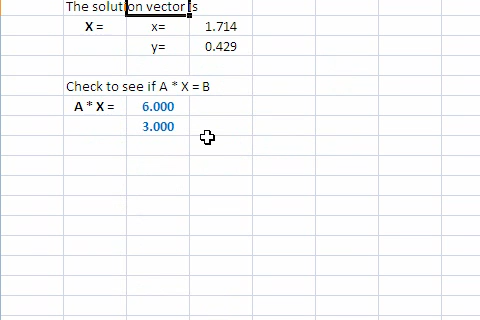 The solution vector is
X = x= 1.714
y= 0.429
Check to see if A * X = B
A * X = 6.000
3.000